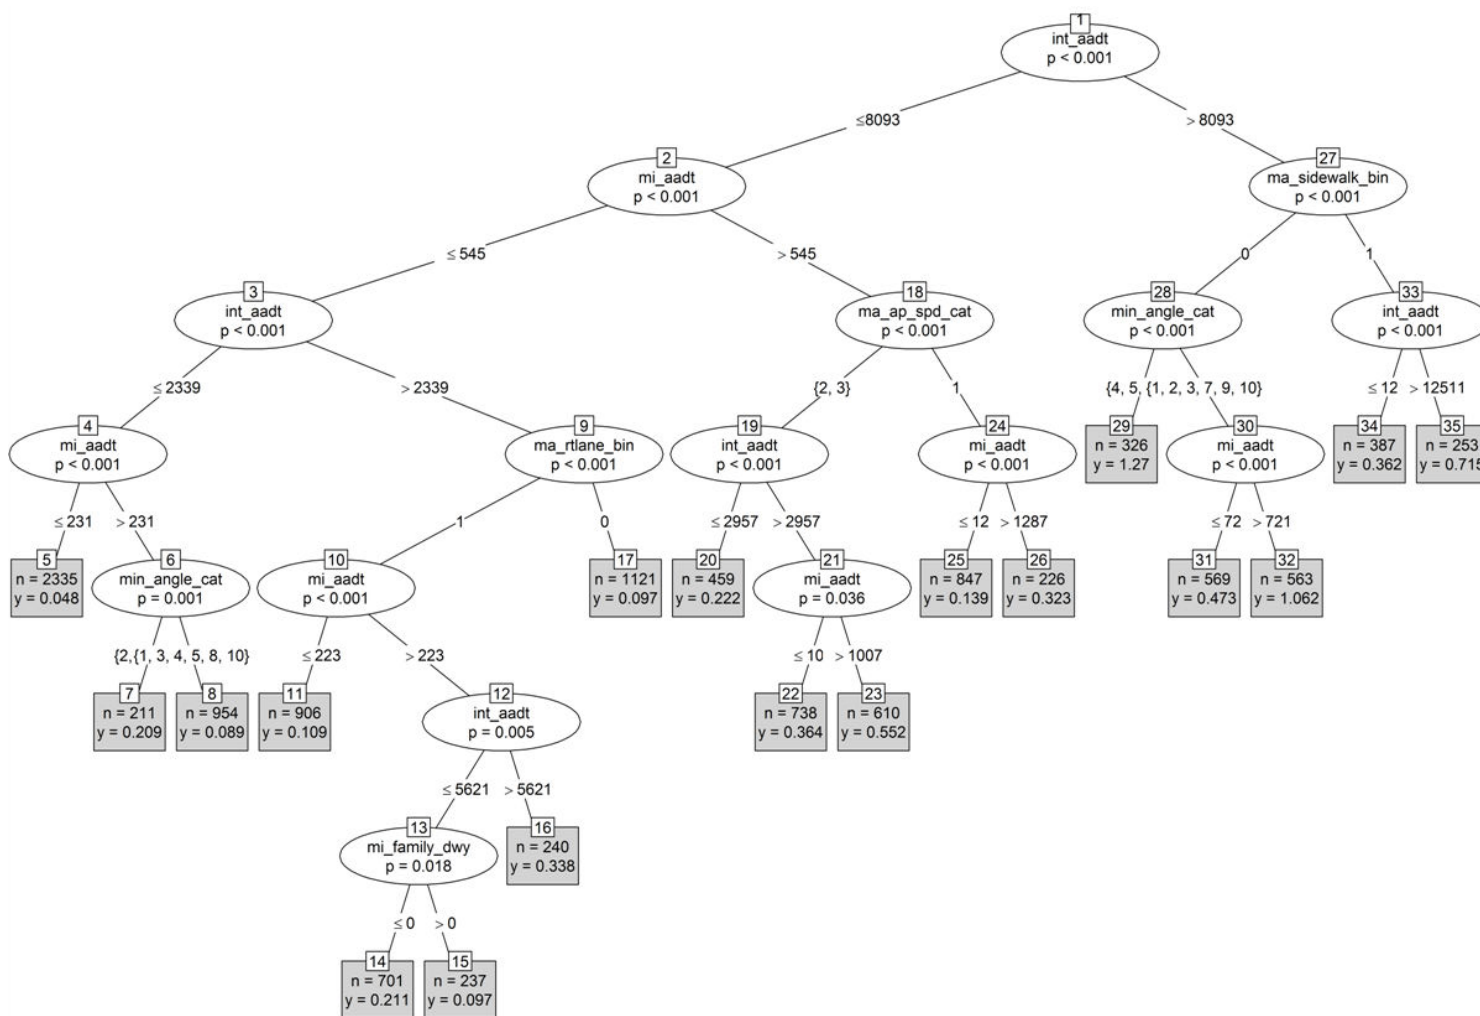 1
int_aadt
p < 0.001
≤8093
> 8093
2
mi_aadt
p < 0.001
27
ma_sidewalk_bin
p < 0.001
≤ 545
> 545
0
1
3
int_aadt
p < 0.001
18
ma_ap_spd_cat
p < 0.001
28
min_angle_cat
p < 0.001
33
int_aadt
p < 0.001
≤ 2339
> 2339
{2, 3}
1
{4, 5, {1, 2, 3, 7, 9, 10}
≤ 12
> 12511
4
mi_aadt
p < 0.001
9
ma_rtlane_bin
p < 0.001
19
int_aadt
p < 0.001
24
mi_aadt
p < 0.001
29
n = 326
y = 1.27
30
mi_aadt
p < 0.001
34
n = 387
y = 0.362
35
n = 253
y = 0.715
≤ 231
> 231
1
0
≤ 2957
> 2957
≤ 12
> 1287
≤ 72
> 721
5
n = 2335
y = 0.048
6
min_angle_cat
p = 0.001
10
mi_aadt
p < 0.001
17
n = 1121
y = 0.097
20
n = 459
y = 0.222
21
mi_aadt
p = 0.036
25
n = 847
y = 0.139
26
n = 226
y = 0.323
31
n = 569
y = 0.473
32
n = 563
y = 1.062
{2,{1, 3, 4, 5, 8, 10}
≤ 223
> 223
≤ 10
> 1007
7
n = 211
y = 0.209
8
n = 954
y = 0.089
11
n = 906
y = 0.109
12
int_aadt
p = 0.005
22
n = 738
y = 0.364
23
n = 610
y = 0.552
≤ 5621
> 5621
13
mi_family_dwy
p = 0.018
16
n = 240
y = 0.338
≤ 0
> 0
14
n = 701
y = 0.211
15
n = 237
y = 0.097